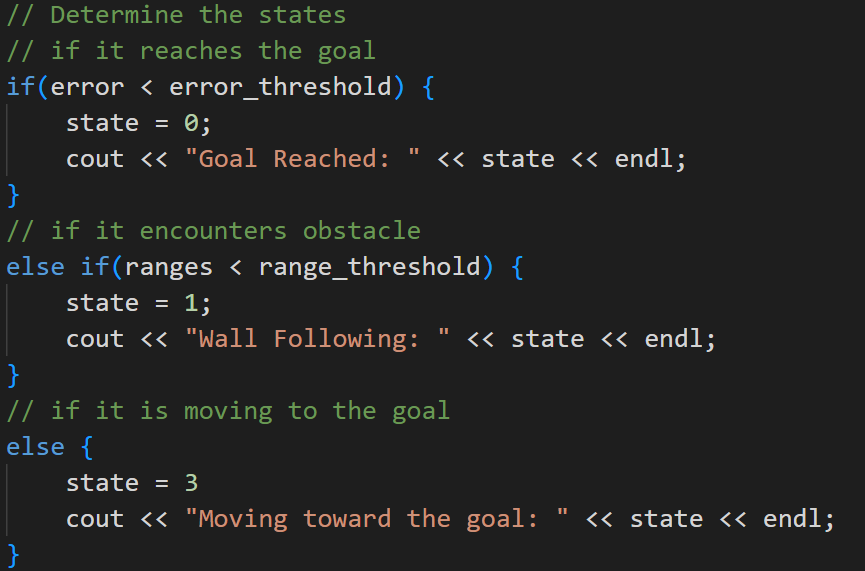 // Determine the states
// if it reaches the goal
if(error < error_threshold) {
    state = 0;
    cout << "Goal Reached: " << state << endl;
}
// if it encounters obstacle
else if(ranges < range_threshold) {
    state = 1;
    cout << "Wall Following: " << state << endl;
}
// if it is moving to the goal
else {
    state = 3
    cout << "Moving toward the goal: " << state << endl;
}